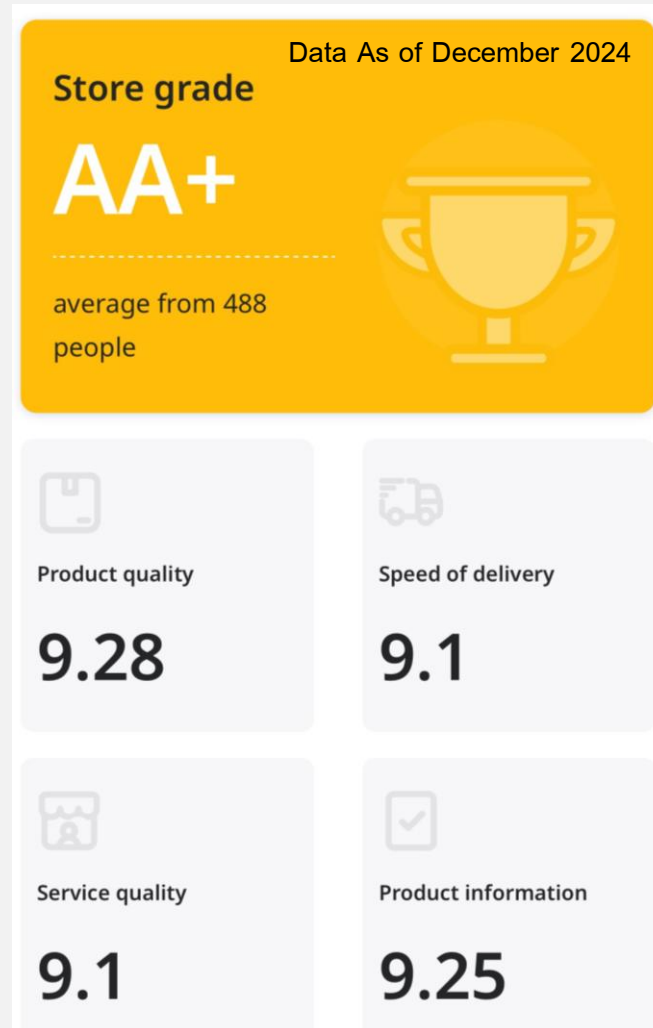 Data As of December 2024
Store grade
AA+
average from 488
people
Product quality
9.28
Speed of delivery
9.1
Service quality
9.1
Product information
9.25